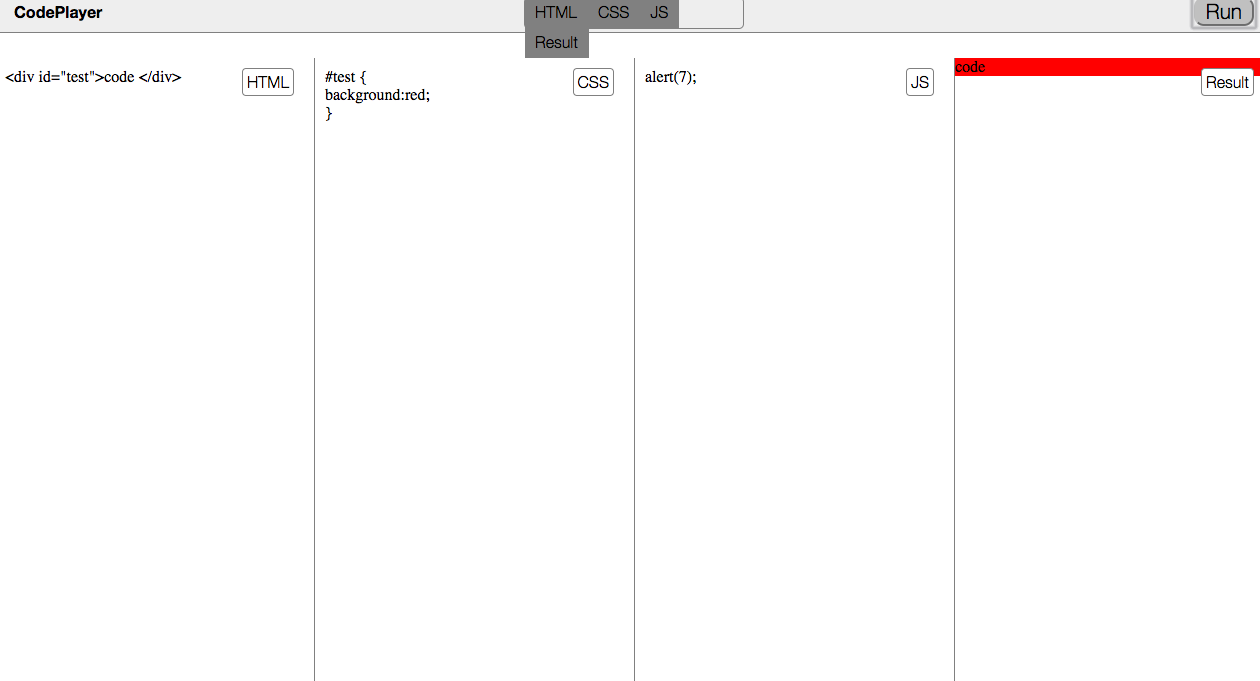 CodePlayer
HTML CSS JS
Result
Run
<div id="test">code </div>
HTML
#test {
background:red;
}
CSS
alert(7);
JS
code
Result